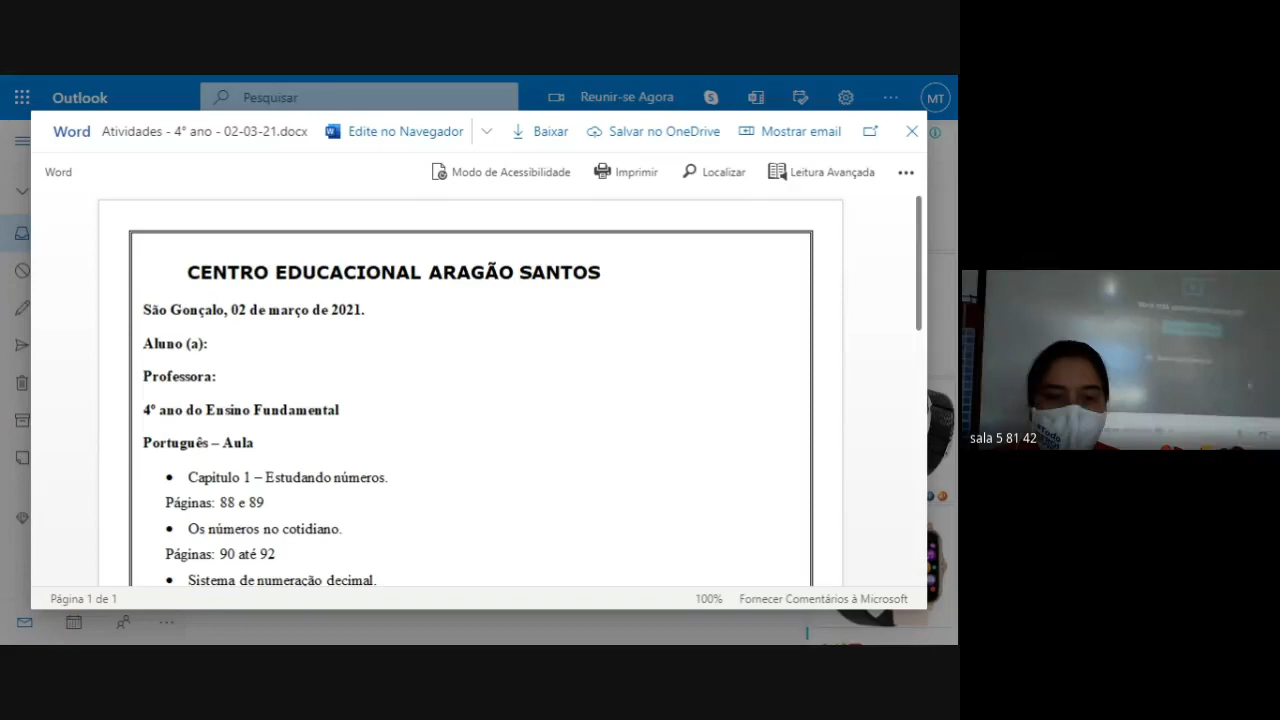 Outlook
Pesquisar
Reunir-se Agora
MT
Word
Atividades - 4° ano - 02-03-21.docx
Edite no Navegador
Baixar
Salvar no OneDrive
Mostrar email
Word
Modo de Acessibilidade
Imprimir
Localizar
Leitura Avançada
CENTRO EDUCACIONAL ARAGÃO SANTOS
São Gonçalo, 02 de março de 2021.
Aluno (a):
Professora:
4º ano do Ensino Fundamental
Português – Aula
• Capitulo 1 – Estudando números.
Páginas: 88 e 89
• Os números no cotidiano.
Páginas: 90 até 92
• Sistema de numeração decimal.
Página 1 de 1
100%
Fornecer Comentários à Microsoft
sala 5 81 42